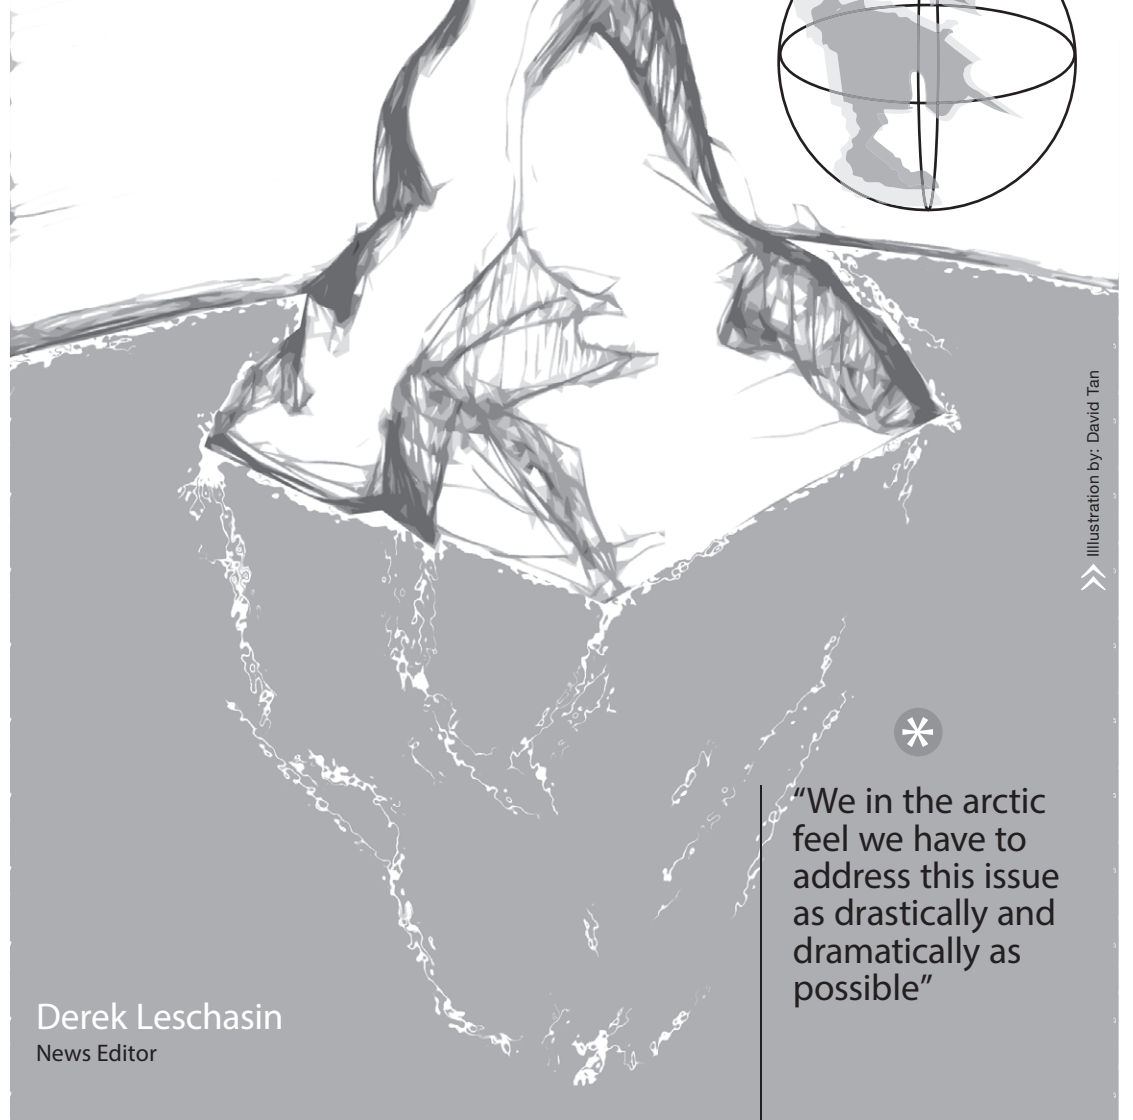 Illlustration by: David Tan
*
“We in the arctic
feel we have to
address this issue
as drastically and
dramatically as
possible”
Derek Leschasin
News Editor